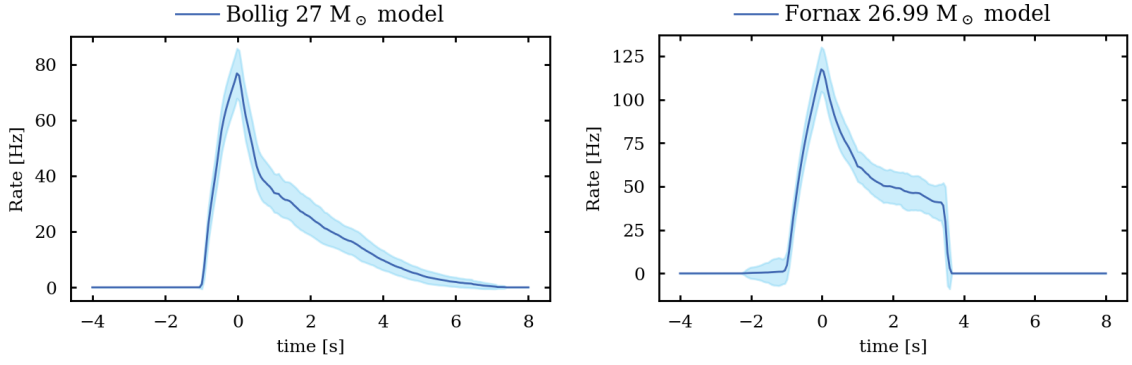 Bollig 27 M⊙ model
Rate [Hz]
80
60
40
20
0
−4 −2 0 2 4 6 8
time [s]
Fornax 26.99 M⊙ model
Rate [Hz]
125
100
75
50
25
0
−4 −2 0 2 4 6 8
time [s]